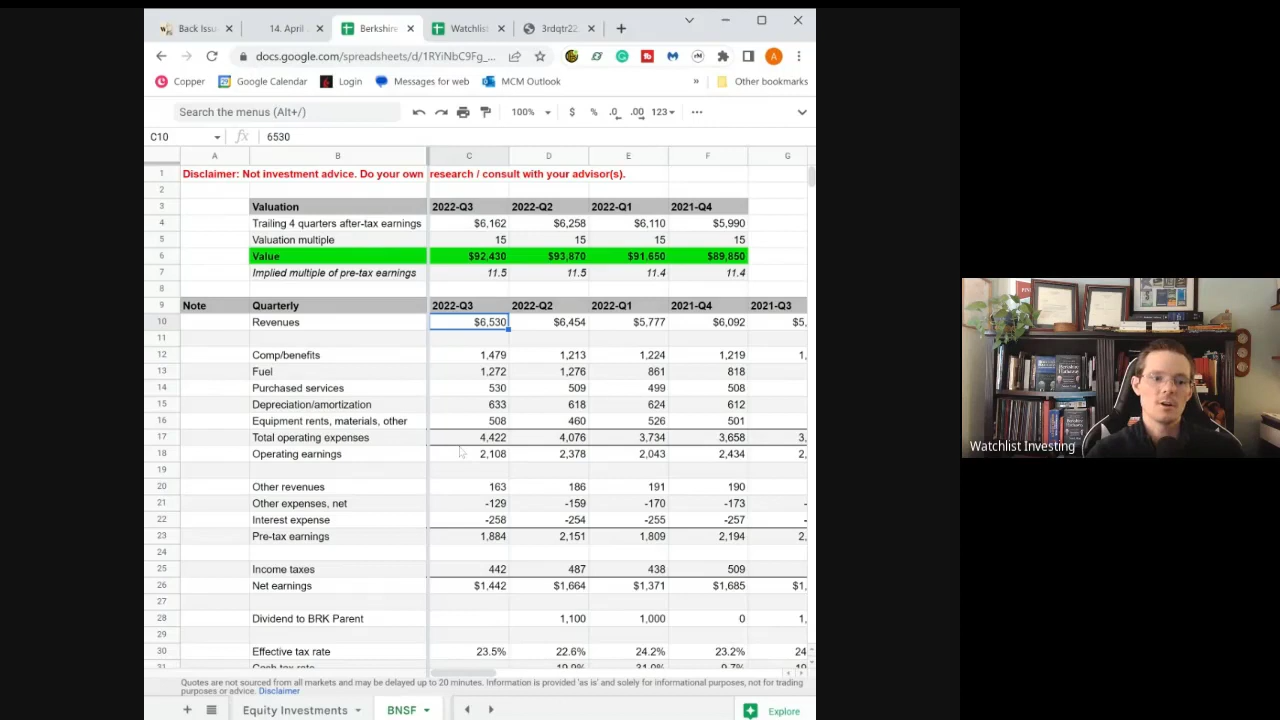 Back Issu
14. April
Berkshire
Watchlist
3rdqtr22.
docs.google.com/spreadsheets/d/1RYiNbC9Fg_...
Copper Google Calendar Login Messages for web MCM Outlook » Other bookmarks
Search the menus (Alt+/) 100% $ % .0 .00 123
C10 fx 6530
A B C D E F G
1 Disclaimer: Not investment advice. Do your own research / consult with your advisor(s).
2
3 Valuation 2022-Q3 2022-Q2 2022-Q1 2021-Q4
4 Trailing 4 quarters after-tax earnings $6,162 $6,258 $6,110 $5,990
5 Valuation multiple 15 15 15 15
6 Value $92,430 $93,870 $91,650 $89,850
7 Implied multiple of pre-tax earnings 11.5 11.5 11.4 11.4
8
9 Note Quarterly 2022-Q3 2022-Q2 2022-Q1 2021-Q4 2021-Q3
10 Revenues $6,530 $6,454 $5,777 $6,092 $5,
11
12 Comp/benefits 1,479 1,213 1,224 1,219 1,
13 Fuel 1,272 1,276 861 818
14 Purchased services 530 509 499 508
15 Depreciation/amortization 633 618 624 612
16 Equipment rents, materials, other 508 460 526 501
17 Total operating expenses 4,422 4,076 3,734 3,658 3,
18 Operating earnings 2,108 2,378 2,043 2,434 2,
19
20 Other revenues 163 186 191 190
21 Other expenses, net -129 -159 -170 -173 -
22 Interest expense -258 -254 -255 -257 -
23 Pre-tax earnings 1,884 2,151 1,809 2,194 2,
24
25 Income taxes 442 487 438 509
26 Net earnings $1,442 $1,664 $1,371 $1,685 $1,
27
28 Dividend to BRK Parent 1,100 1,000 0 1,
29
30 Effective tax rate 23.5% 22.6% 24.2% 23.2% 24
31 Cash tax rate
Quotes are not sourced from all markets and may be delayed up to 20 minutes. Information is provided 'as is' and solely for informational purposes, not for trading
purposes or advice. Disclaimer
+ Equity Investments BNSF Explore
Watchlist Investing